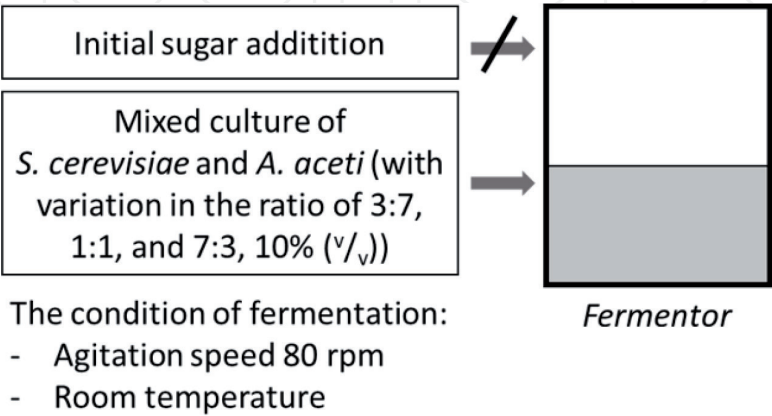 Initial sugar additition
Mixed culture of
S. cerevisiae and A. aceti (with
variation in the ratio of 3:7,
1:1, and 7:3, 10% (v/v))
The condition of fermentation:
- Agitation speed 80 rpm
- Room temperature
Fermentor